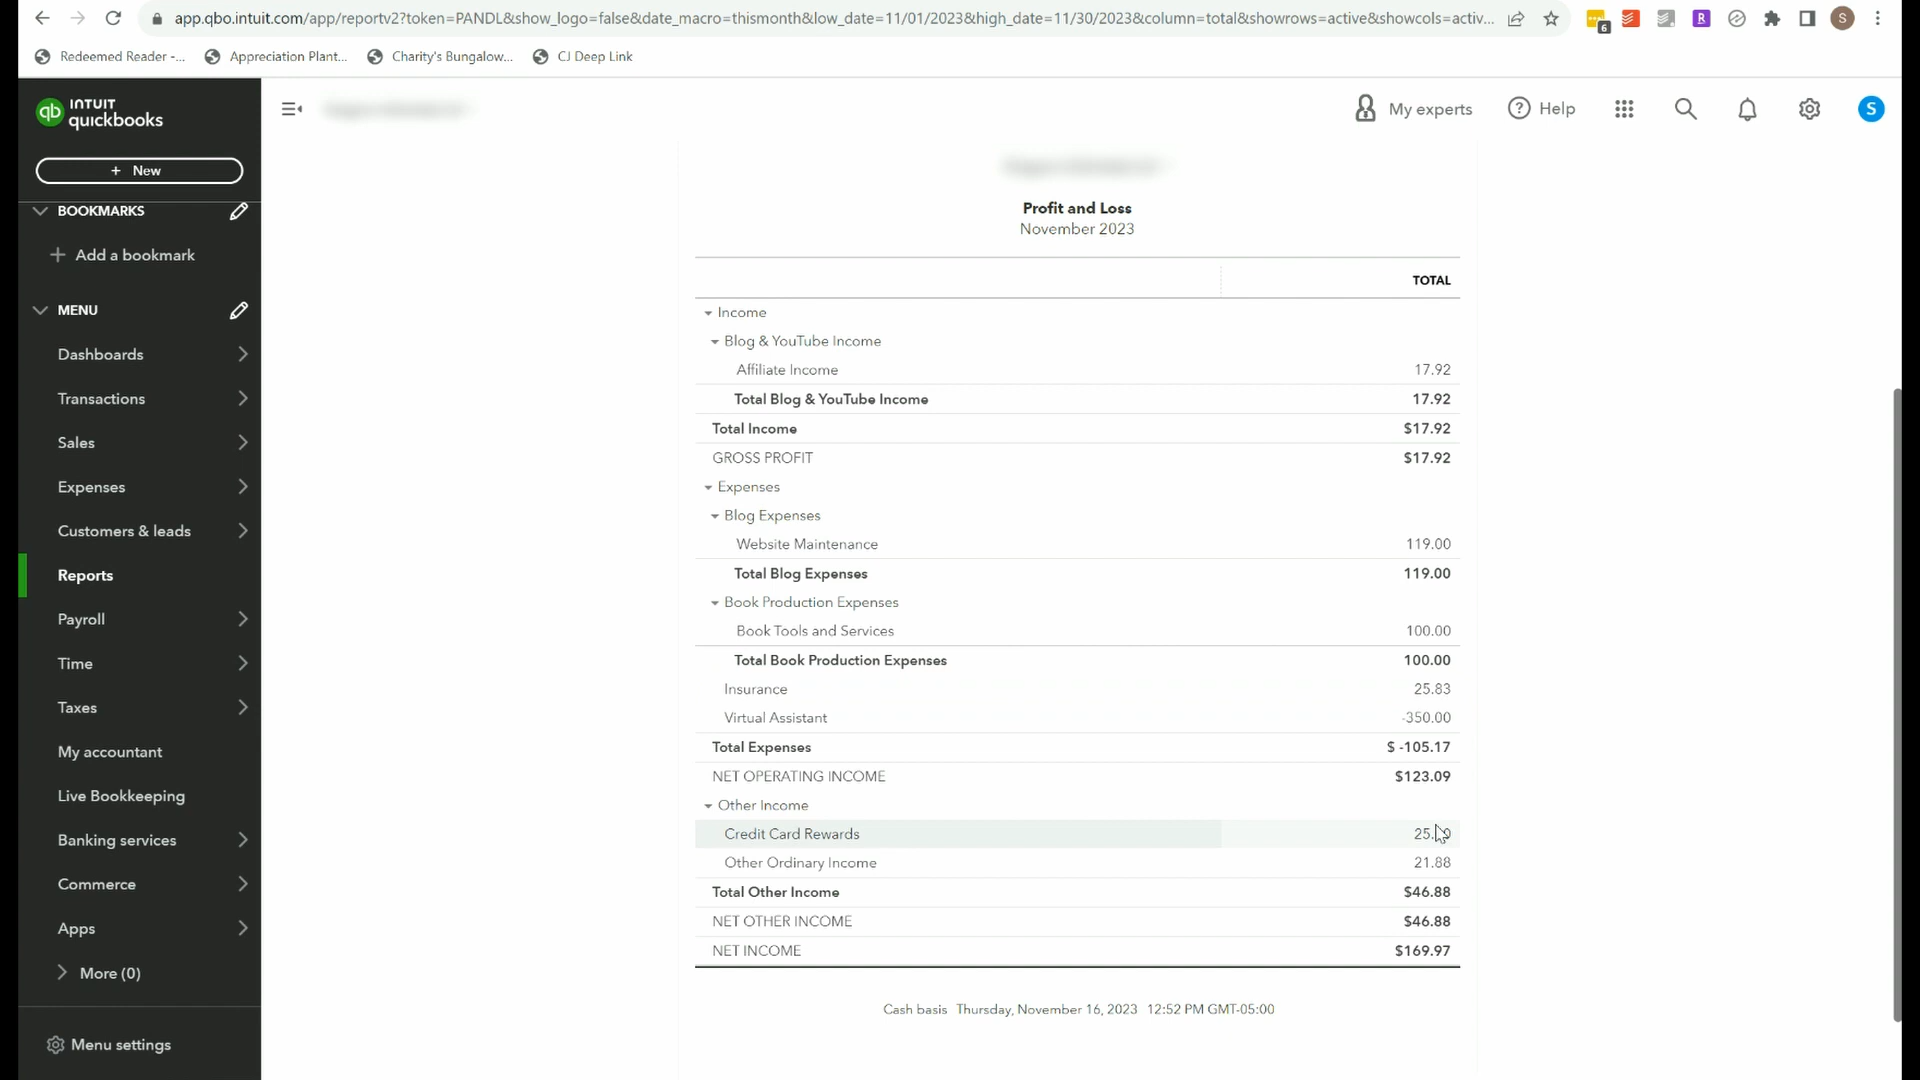 app.qbo.intuit.com/app/reportv2?token=PANDL&show_logo=false&date_macro=thismonth&low_date=11/01/2023&high_date=11/30/2023&column=total&showrows=active&showcols=activ...
6
R
S
Redeemed Reader -...
Appreciation Plant...
Charity's Bungalow...
CJ Deep Link
qb INTUIT quickbooks
My experts
Help
S
+ New
BOOKMARKS
+ Add a bookmark
MENU
Dashboards
Transactions
Sales
Expenses
Customers & leads
Reports
Payroll
Time
Taxes
My accountant
Live Bookkeeping
Banking services
Commerce
Apps
More (0)
Menu settings
Profit and Loss
November 2023
TOTAL
Income
Blog & YouTube Income
Affiliate Income 17.92
Total Blog & YouTube Income 17.92
Total Income $17.92
GROSS PROFIT $17.92
Expenses
Blog Expenses
Website Maintenance 119.00
Total Blog Expenses 119.00
Book Production Expenses
Book Tools and Services 100.00
Total Book Production Expenses 100.00
Insurance 25.83
Virtual Assistant -350.00
Total Expenses $ -105.17
NET OPERATING INCOME $123.09
Other Income
Credit Card Rewards
Other Ordinary Income 21.88
Total Other Income $46.88
NET OTHER INCOME $46.88
NET INCOME $169.97
Cash basis Thursday, November 16, 2023 12:52 PM GMT-05:00